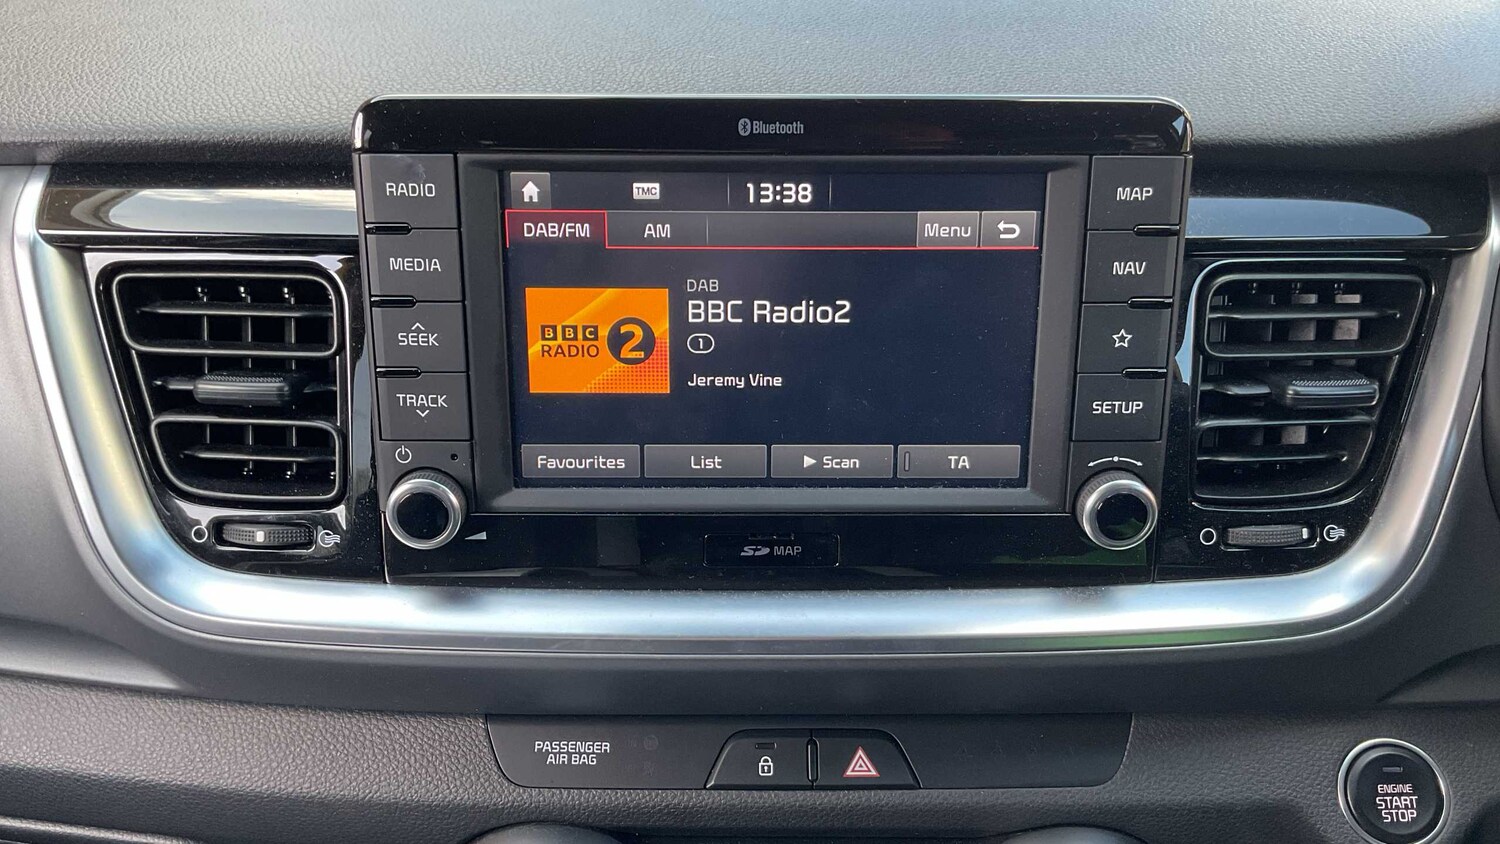 Bluetooth
RADIO
MEDIA
SEEK
TRACK
TMC
13:38
DAB/FM
AM
Menu
DAB
BBC Radio2
1
Jeremy Vine
BBC
RADIO
2
Favourites
List
Scan
TA
MAP
NAV
SETUP
SD MAP
PASSENGER
AIR BAG
ENGINE
START
STOP